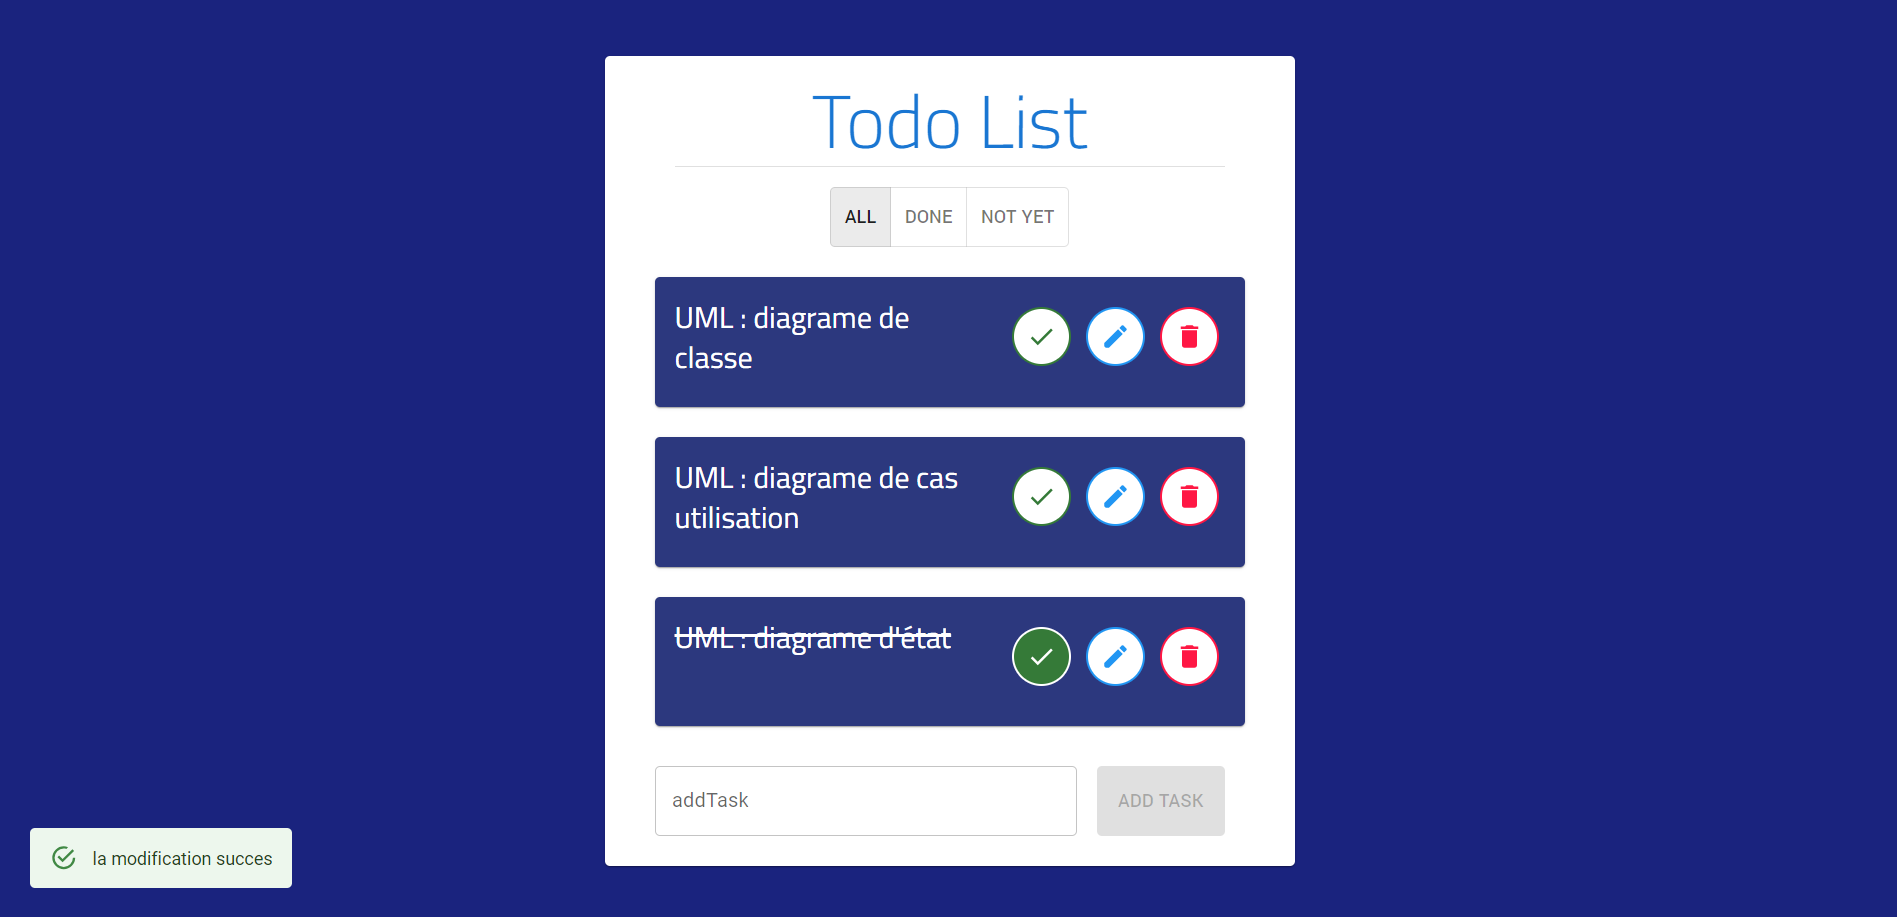 Todo List
ALL DONE NOT YET
UML : diagrame de
classe
UML : diagrame de cas
utilisation
UML : diagrame d'état
addTask ADD TASK
la modification succes